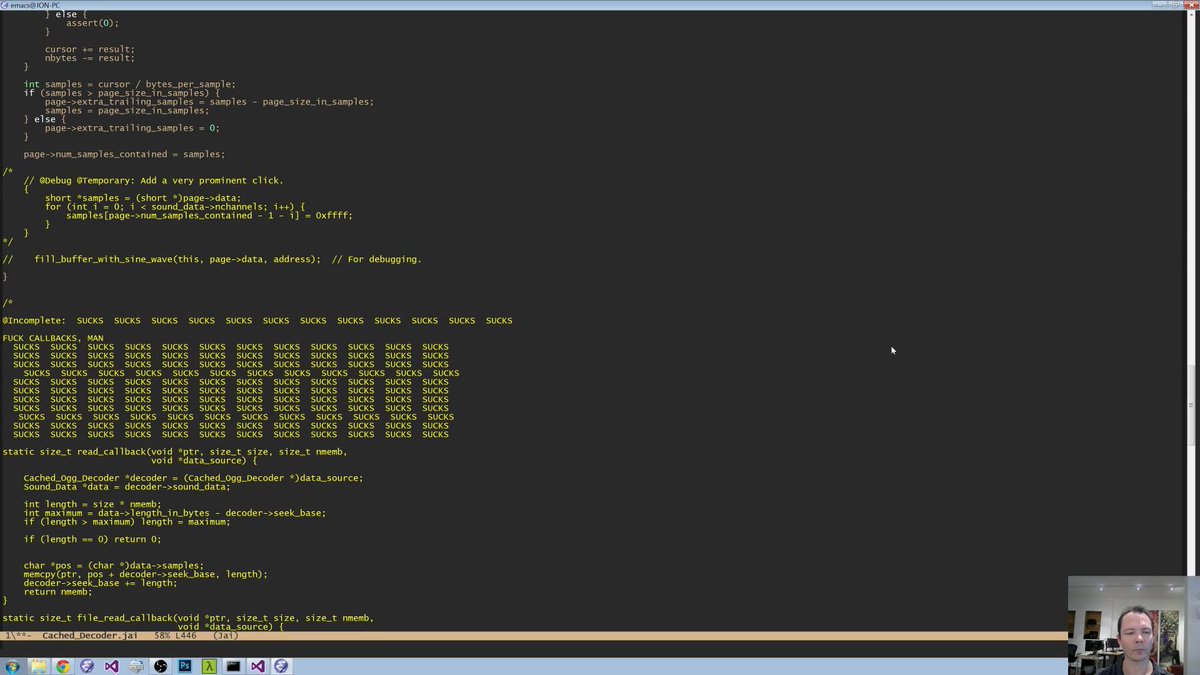 emacs@JON-PC
} else {
assert(0);
}
cursor += result;
nbytes -= result;
}
int samples = cursor / bytes_per_sample;
if (samples > page_size_in_samples) {
page->extra_trailing_samples = samples - page_size_in_samples;
samples = page_size_in_samples;
} else {
page->extra_trailing_samples = 0;
}
page->num_samples_contained = samples;
/*
// @Debug @Temporary: Add a very prominent click.
{
short *samples = (short *)page->data;
for (int i = 0; i < sound_data->nchannels; i++) {
samples[page->num_samples_contained - 1 - i] = 0xffff;
}
}
*/
// fill_buffer_with_sine_wave(this, page->data, address); // For debugging.
}
/*
@Incomplete: SUCKS SUCKS SUCKS SUCKS SUCKS SUCKS SUCKS SUCKS SUCKS SUCKS SUCKS SUCKS
FUCK CALLBACKS, MAN
SUCKS SUCKS SUCKS SUCKS SUCKS SUCKS SUCKS SUCKS SUCKS SUCKS SUCKS SUCKS
SUCKS SUCKS SUCKS SUCKS SUCKS SUCKS SUCKS SUCKS SUCKS SUCKS SUCKS SUCKS
SUCKS SUCKS SUCKS SUCKS SUCKS SUCKS SUCKS SUCKS SUCKS SUCKS SUCKS SUCKS
SUCKS SUCKS SUCKS SUCKS SUCKS SUCKS SUCKS SUCKS SUCKS SUCKS SUCKS SUCKS
SUCKS SUCKS SUCKS SUCKS SUCKS SUCKS SUCKS SUCKS SUCKS SUCKS SUCKS SUCKS
SUCKS SUCKS SUCKS SUCKS SUCKS SUCKS SUCKS SUCKS SUCKS SUCKS SUCKS SUCKS
SUCKS SUCKS SUCKS SUCKS SUCKS SUCKS SUCKS SUCKS SUCKS SUCKS SUCKS SUCKS
SUCKS SUCKS SUCKS SUCKS SUCKS SUCKS SUCKS SUCKS SUCKS SUCKS SUCKS SUCKS
SUCKS SUCKS SUCKS SUCKS SUCKS SUCKS SUCKS SUCKS SUCKS SUCKS SUCKS SUCKS
SUCKS SUCKS SUCKS SUCKS SUCKS SUCKS SUCKS SUCKS SUCKS SUCKS SUCKS SUCKS
SUCKS SUCKS SUCKS SUCKS SUCKS SUCKS SUCKS SUCKS SUCKS SUCKS SUCKS SUCKS
static size_t read_callback(void *ptr, size_t size, size_t nmemb,
void *data_source) {
Cached_Ogg_Decoder *decoder = (Cached_Ogg_Decoder *)data_source;
Sound_Data *data = decoder->sound_data;
int length = size * nmemb;
int maximum = data->length_in_bytes - decoder->seek_base;
if (length > maximum) length = maximum;
if (length == 0) return 0;
char *pos = (char *)data->samples;
memcpy(ptr, pos + decoder->seek_base, length);
decoder->seek_base += length;
return nmemb;
}
static size_t file_read_callback(void *ptr, size_t size, size_t nmemb,
void *data_source) {
1\**- Cached_Decoder.jai 58% L446 (Jai)
Ps
λ